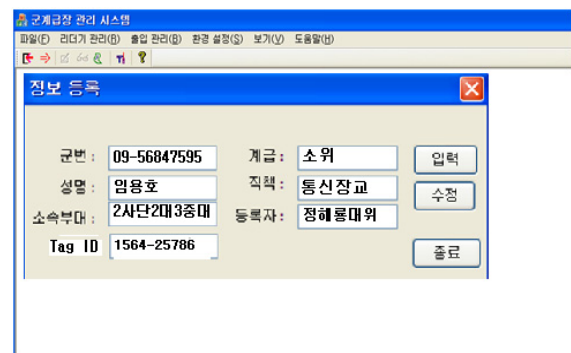 군계급장 관리 시스템
파일(F) 리더기 관리(R) 출입 관리(R) 환경 설정(S) 보기(V) 도움말(H)
정보 등록
군번 : 09-56847595 계급 : 소위 입력
성명 : 임용호 직책 : 통신장교 수정
소속부대 : 2사단2대3중대 등록자 : 정해룡대위
Tag ID 1564-25786 종료